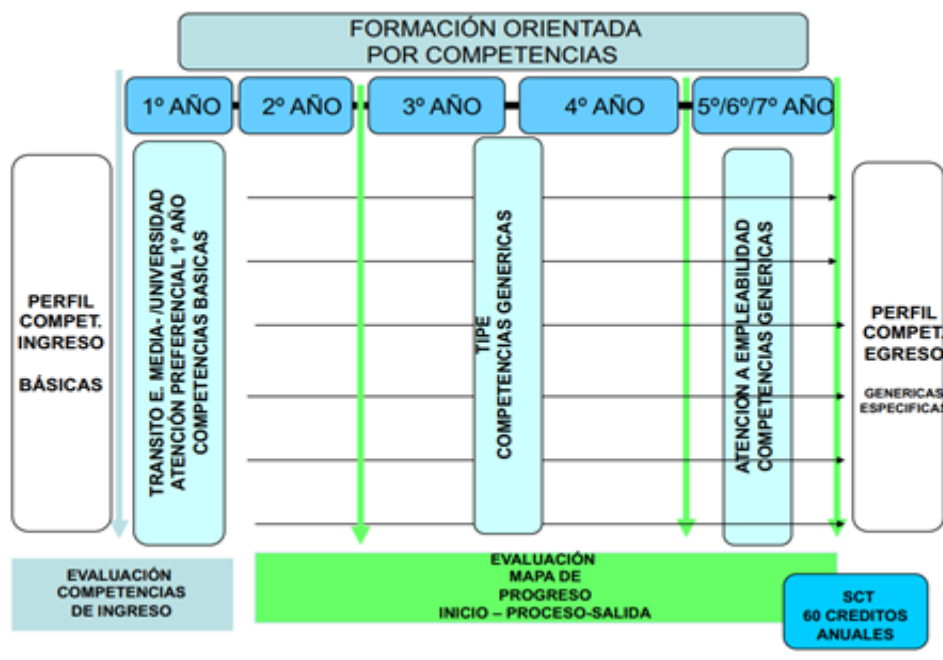 FORMACIÓN ORIENTADA
POR COMPETENCIAS
1º AÑO
2º AÑO
3º AÑO
4º AÑO
5º/6º/7º AÑO
PERFIL
COMPET.
INGRESO
BÁSICAS
TRANSITO E. MEDIA- /UNIVERSIDAD
ATENCIÓN PREFERENCIAL 1º AÑO
COMPETENCIAS BASICAS
TIPE
COMPETENCIAS GENERICAS
ATENCION A EMPLEABILIDAD
COMPETENCIAS GENERICAS
PERFIL
COMPET.
EGRESO
GENERICAS
ESPECIFICAS
EVALUACIÓN
COMPETENCIAS
DE INGRESO
EVALUACIÓN
MAPA DE
PROGRESO
INICIO – PROCESO-SALIDA
SCT
60 CREDITOS
ANUALES